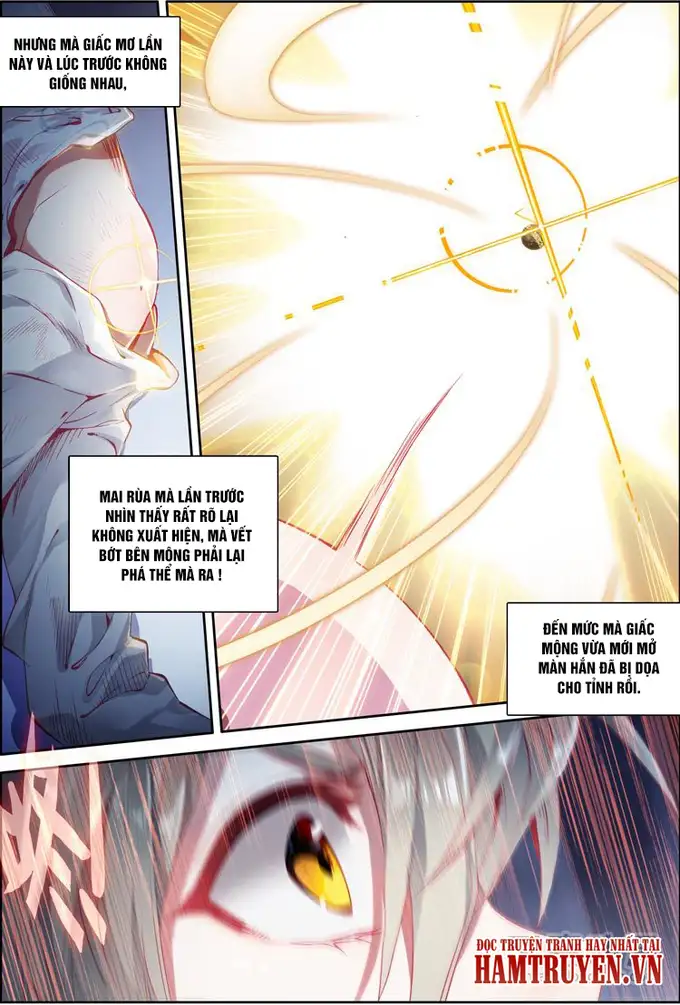 NHƯNG MÀ GIẤC MƠ LẦN
NÀY VÀ LÚC TRƯỚC KHÔNG
GIỐNG NHAU,
MAI RÙA MÀ LẦN TRƯỚC
NHÌN THẤY RẤT RÕ LẠI
KHÔNG XUẤT HIỆN, MÀ VẾT
BỚT BÊN MÔNG PHẢI LẠI
PHÁ THỂ MÀ RA !
ĐẾN MỨC MÀ GIẤC
MỘNG VỪA MỚI MỞ
MÀN HẮN ĐÃ BỊ DỌA
CHO TỈNH RỒI.
ĐỌC TRUYỆN TRANH HAY NHẤT TẠI
HAMTRUYEN.VN